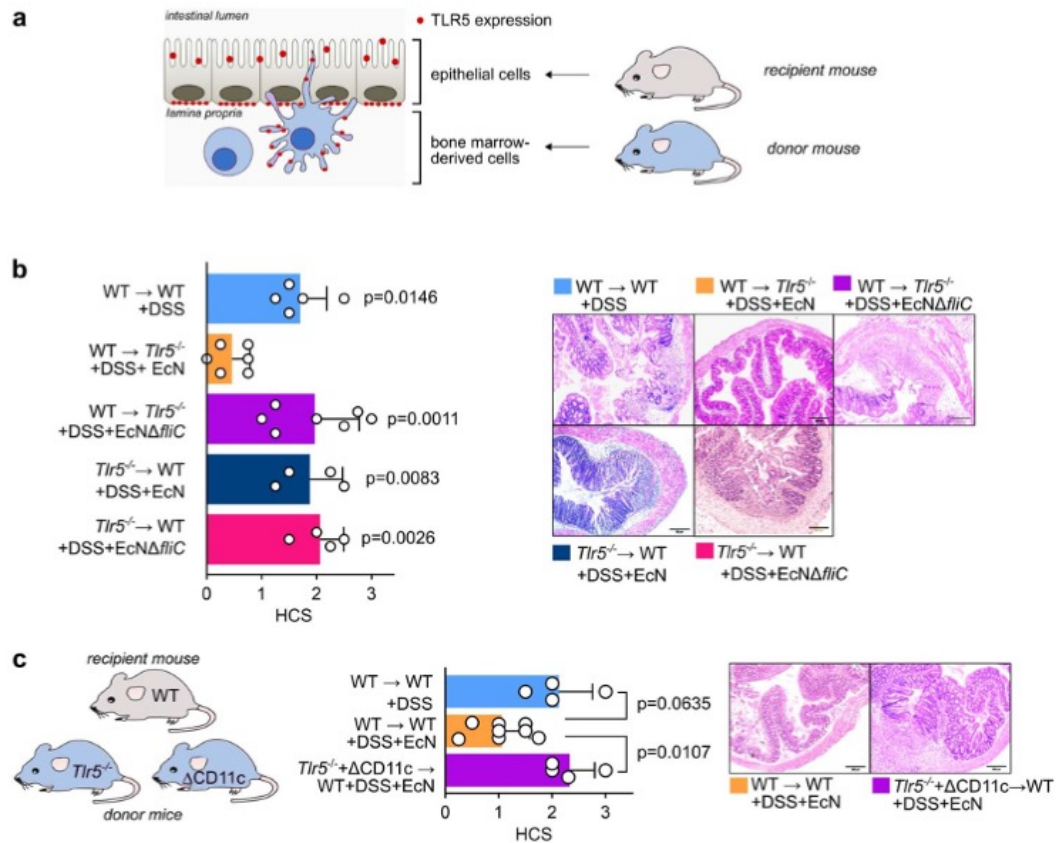 a
intestinal lumen
TLR5 expression
epithelial cells
recipient mouse
lamina propria
bone marrow-
derived cells
donor mouse
b
WT → WT
+DSS
p=0.0146
WT → Tlr5-/-
+DSS+ EcN
WT → Tlr5-/-
+DSS+EcNΔfliC
p=0.0011
Tlr5-/-→ WT
+DSS+EcN
p=0.0083
Tlr5-/-→ WT
+DSS+EcNΔfliC
p=0.0026
0 1 2 3
HCS
WT → WT
+DSS
WT → Tlr5-/-
+DSS+EcN
WT → Tlr5-/-
+DSS+EcNΔfliC
Tlr5-/-→ WT
+DSS+EcN
Tlr5-/-→ WT
+DSS+EcNΔfliC
c
recipient mouse
WT
Tlr5-/-
ΔCD11c
donor mice
WT → WT
+DSS
WT → WT
+DSS+EcN
Tlr5-/-+ΔCD11c →
WT+DSS+EcN
p=0.0635
p=0.0107
0 1 2 3
HCS
WT → WT
+DSS+EcN
Tlr5-/-+ΔCD11c→WT
+DSS+EcN